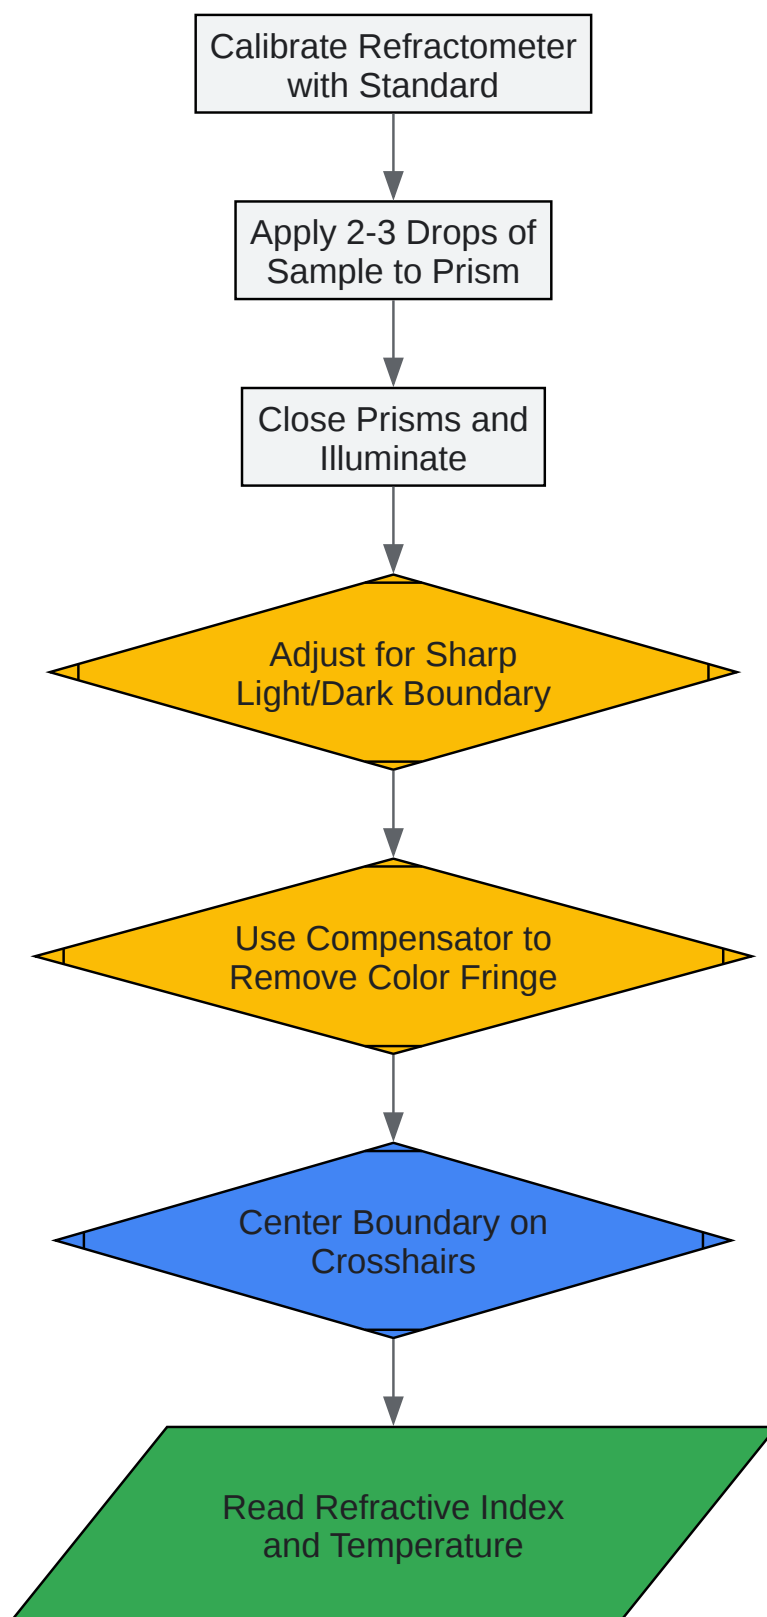 Calibrate Refractometer
with Standard
Apply 2-3 Drops of
Sample to Prism
Close Prisms and
Illuminate
Adjust for Sharp
Light/Dark Boundary
Use Compensator to
Remove Color Fringe
Center Boundary on
Crosshairs
Read Refractive Index
and Temperature